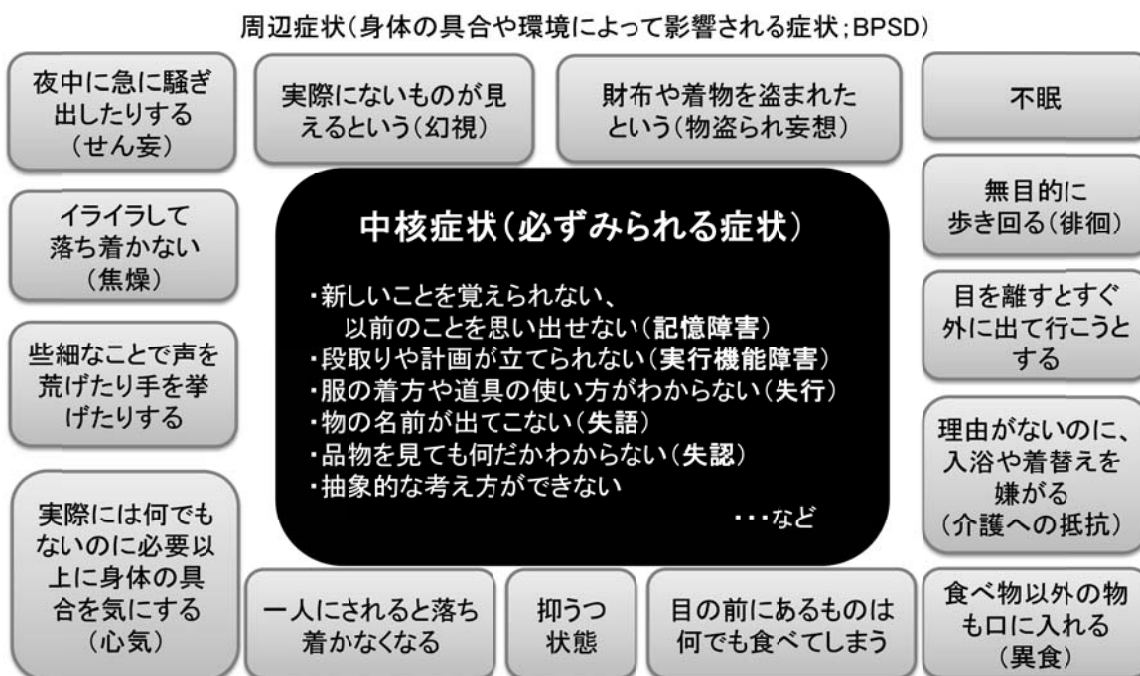 周辺症状(身体の具合や環境によって影響される症状;BPSD)
夜中に急に騒ぎ
出したりする
(せん妄)
実際にないものが見
えるという(幻視)
財布や着物を盗まれた
という(物盗られ妄想)
不眠
イライラして
落ち着かない
(焦燥)
無目的に
歩き回る(徘徊)
些細なことで声を
荒げたり手を挙
げたりする
目を離すとすぐ
外に出て行こうと
する
中核症状(必ずみられる症状)
・新しいことを覚えられない、
以前のことを思い出せない(記憶障害)
・段取りや計画が立てられない(実行機能障害)
・服の着方や道具の使い方がわからない(失行)
・物の名前が出てこない(失語)
・品物を見ても何だかわからない(失認)
・抽象的な考え方ができない
・・・など
理由がないのに、
入浴や着替えを
嫌がる
(介護への抵抗)
実際には何でも
ないのに必要以
上に身体の具
合を気にする
(心気)
一人にされると落ち
着かなくなる
抑うつ
状態
目の前にあるものは
何でも食べてしまう
食べ物以外の物
も口に入れる
(異食)